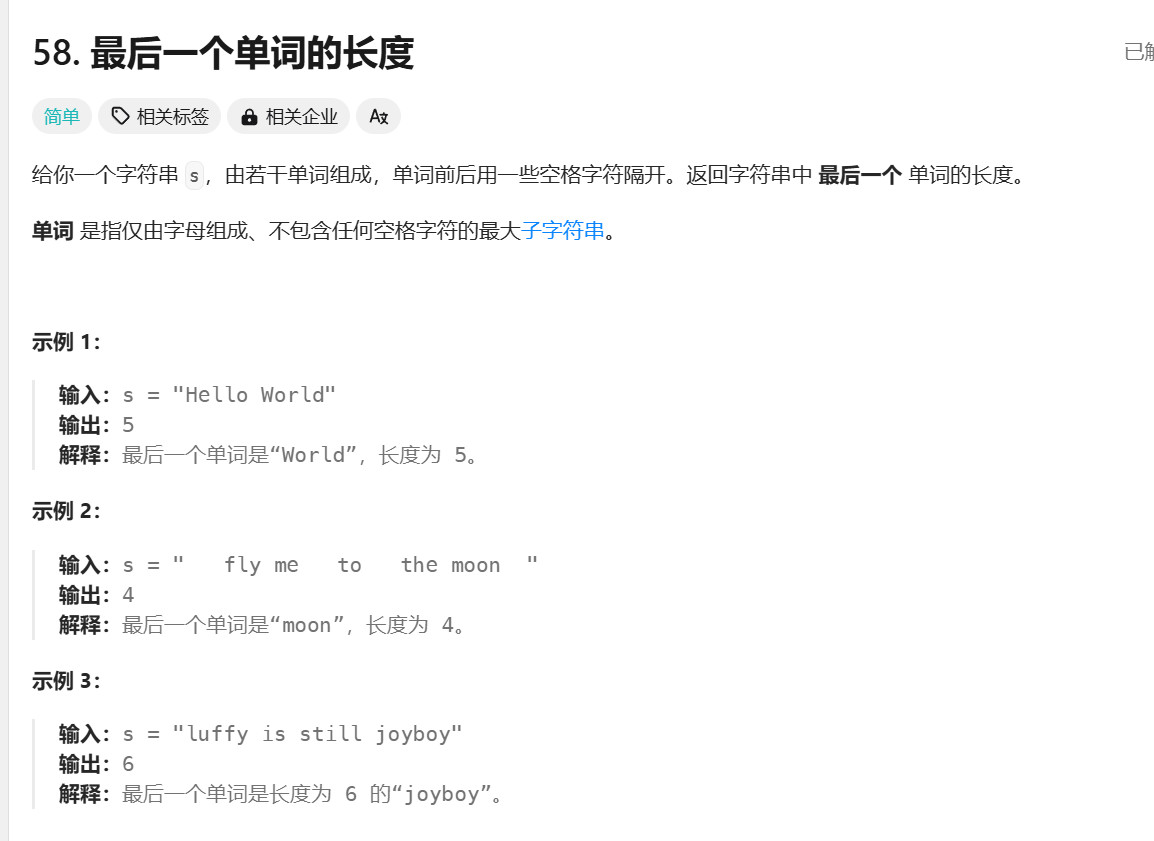 58. 最后一个单词的长度
已解
简单 相关标签 相关企业 A文
给你一个字符串 s，由若干单词组成，单词前后用一些空格字符隔开。返回字符串中 最后一个 单词的长度。
单词 是指仅由字母组成、不包含任何空格字符的最大子字符串。
示例 1：
输入：s = "Hello World"
输出：5
解释：最后一个单词是“World”，长度为 5。
示例 2：
输入：s = "   fly me   to   the moon  "
输出：4
解释：最后一个单词是“moon”，长度为 4。
示例 3：
输入：s = "luffy is still joyboy"
输出：6
解释：最后一个单词是长度为 6 的“joyboy”。